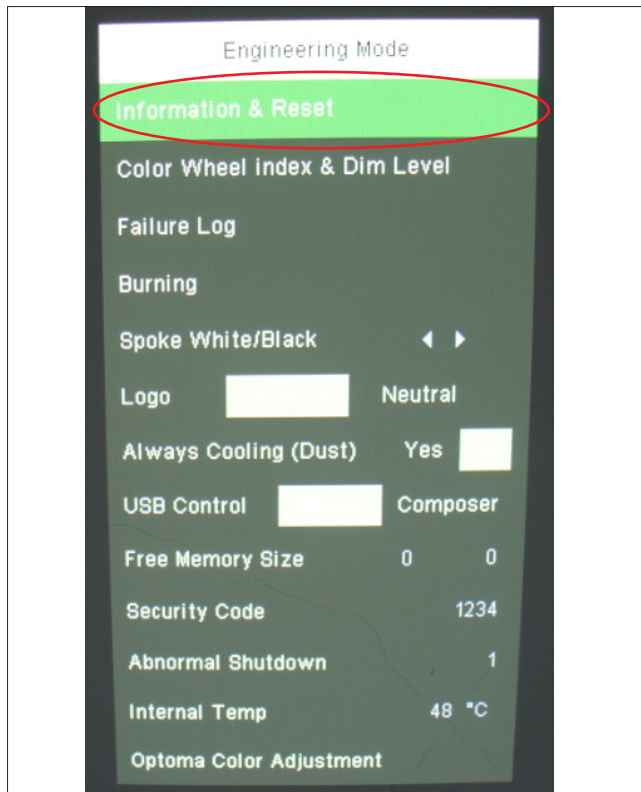 Engineering Mode
Information & Reset
Color Wheel index & Dim Level
Failure Log
Burning
Spoke White/Black
Logo Neutral
Always Cooling (Dust) Yes
USB Control Composer
Free Memory Size 0 0
Security Code 1234
Abnormal Shutdown 1
Internal Temp 48 °C
Optoma Color Adjustment